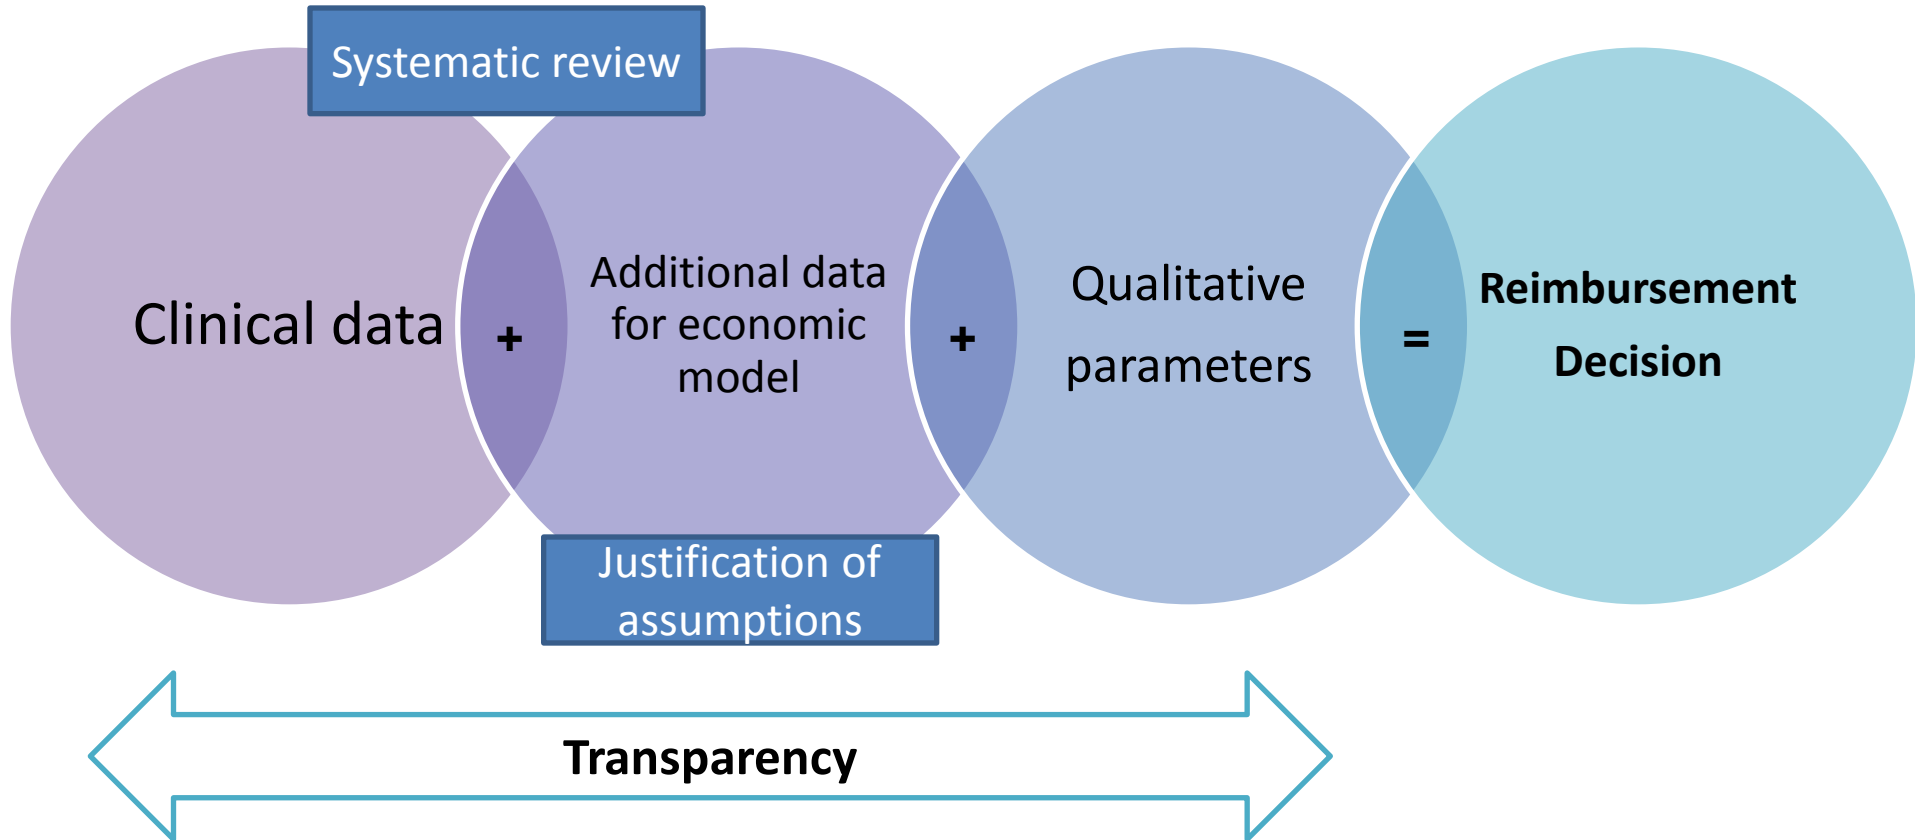 Systematic review
Clinical data
+
Additional data
for economic
model
+
Qualitative
parameters
=
Reimbursement
Decision
Justification of
assumptions
Transparency